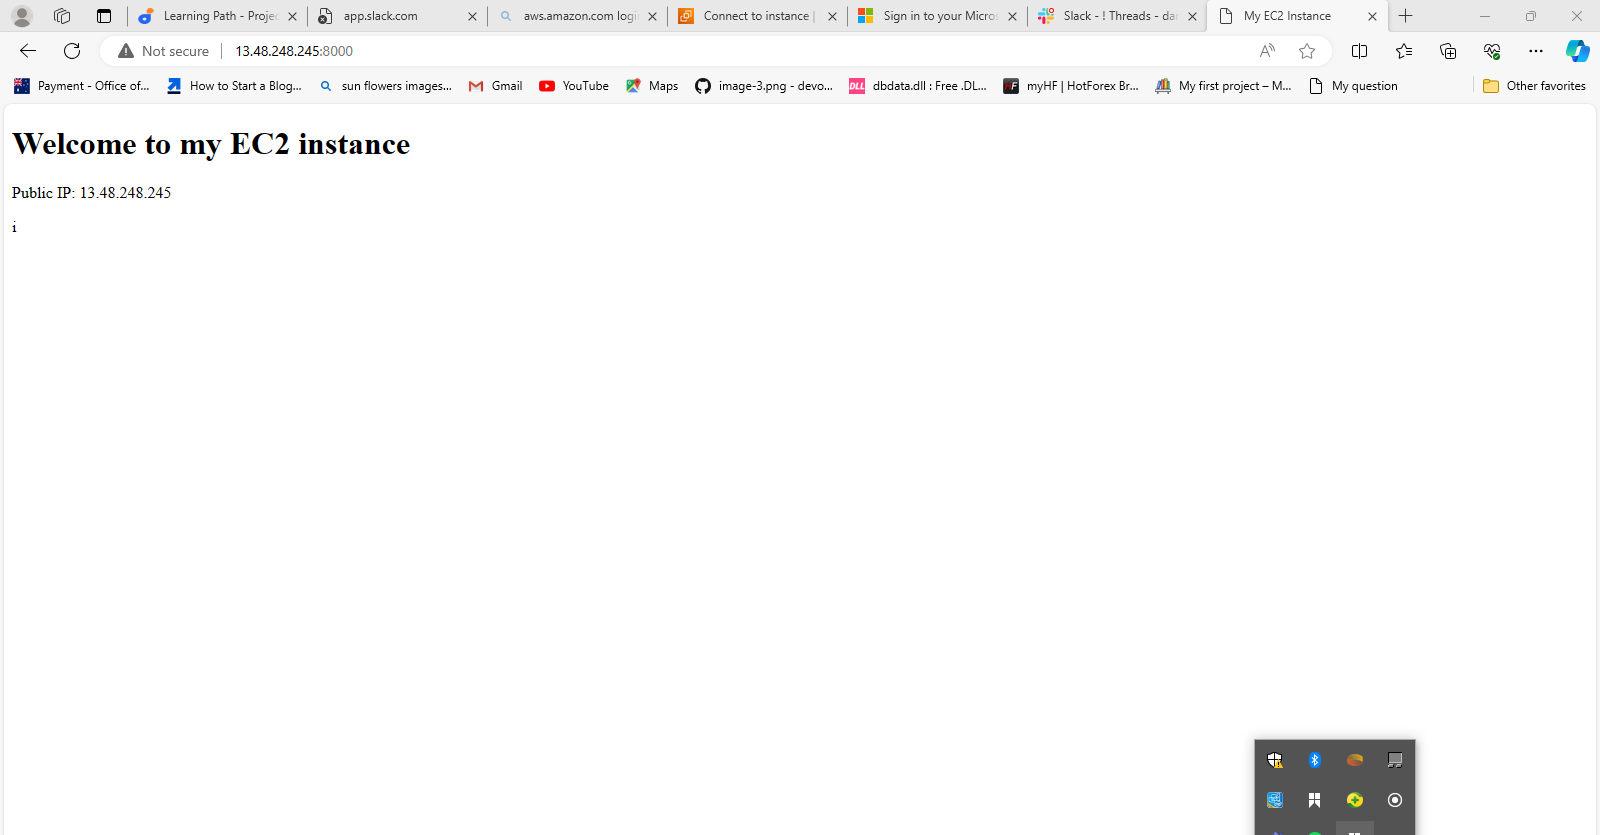 Learning Path - Projec
app.slack.com
aws.amazon.com logi
Connect to instance |
Sign in to your Micros
Slack - ! Threads - dar
My EC2 Instance
Not secure
13.48.248.245:8000
Payment - Office of...
How to Start a Blog...
sun flowers images...
Gmail
YouTube
Maps
image-3.png - devo...
DLL
dbdata.dll : Free .DL...
HF
myHF | HotForex Br...
My first project – M...
My question
Other favorites
Welcome to my EC2 instance
Public IP: 13.48.248.245
i